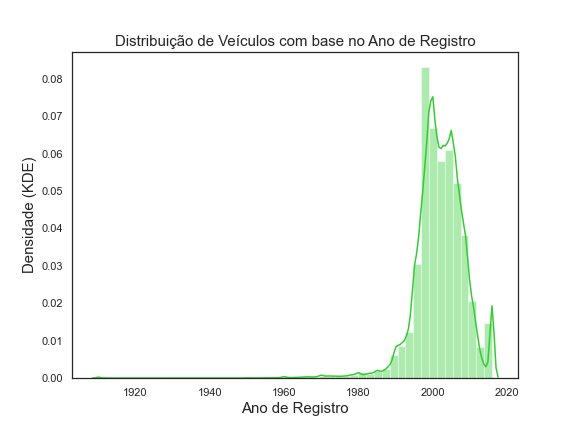 Distribuição de Veículos com base no Ano de Registro
0.08
0.07
0.06
0.05
0.04
0.03
0.02
0.01
0.00
Densidade (KDE)
1920 1940 1960 1980 2000 2020
Ano de Registro